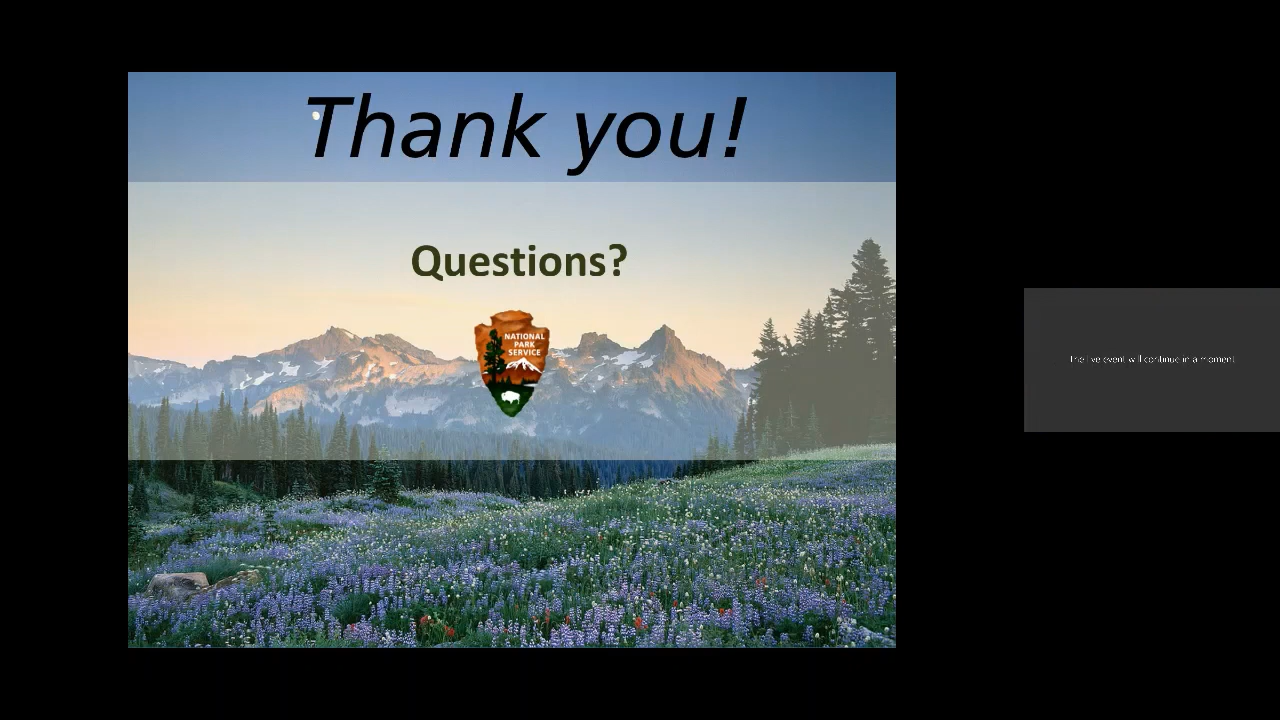 Thank you!
Questions?
NATIONAL
PARK
SERVICE
The live event will continue in a moment.